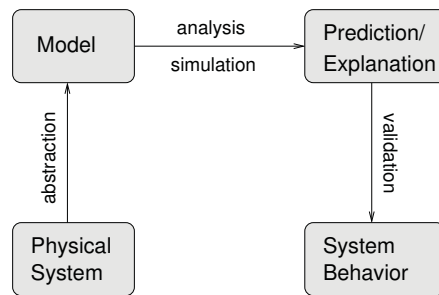 Model
analysis
simulation
Prediction/
Explanation
abstraction
validation
Physical
System
System
Behavior